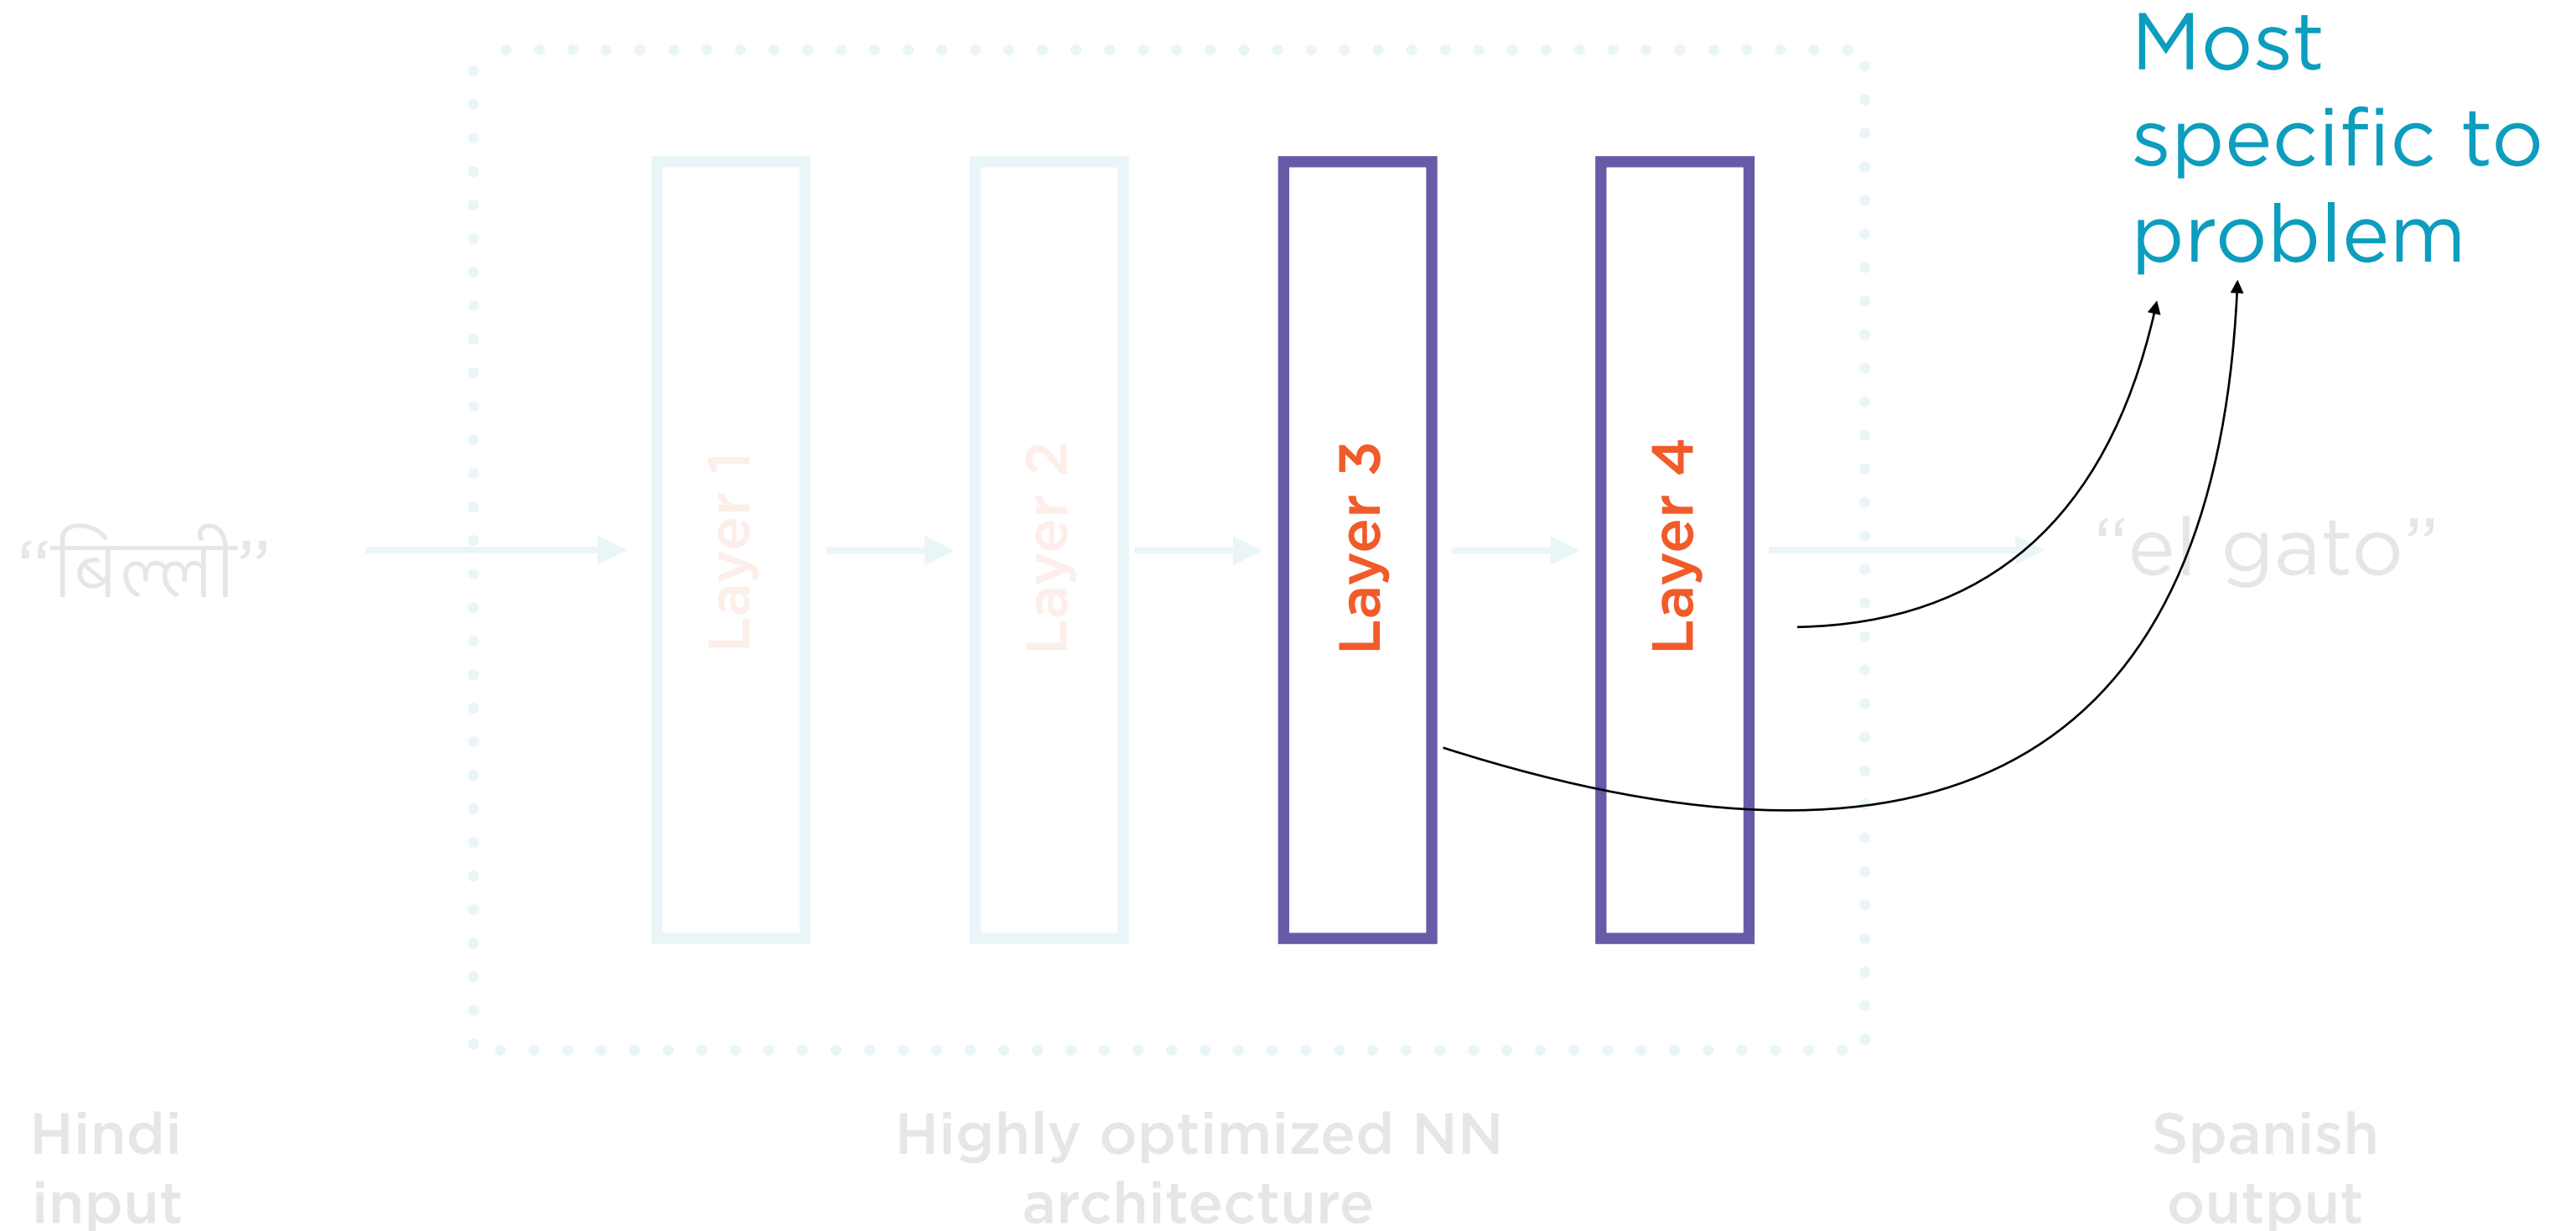 Most
specific to
problem
Layer 1
Layer 2
Layer 3
Layer 4
“बिल्ली”
“el gato”
Hindi
input
Highly optimized NN
architecture
Spanish
output